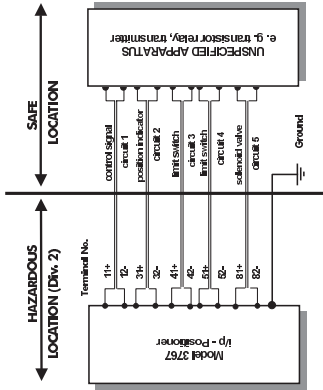 UNSPECIFIED APPARATUS
e. g. transistor relay, transmitter
SAFE
LOCATION
control signal
circuit 1
position indicator
circuit 2
limit switch
circuit 3
limit switch
circuit 4
solenoid valve
circuit 5
Ground
HAZARDOUS
LOCATION (Div. 2)
Terminal No.
11+
12-
31+
32-
41+
42-
51+
52-
81+
82-
Model 3767
i/p - Positioner